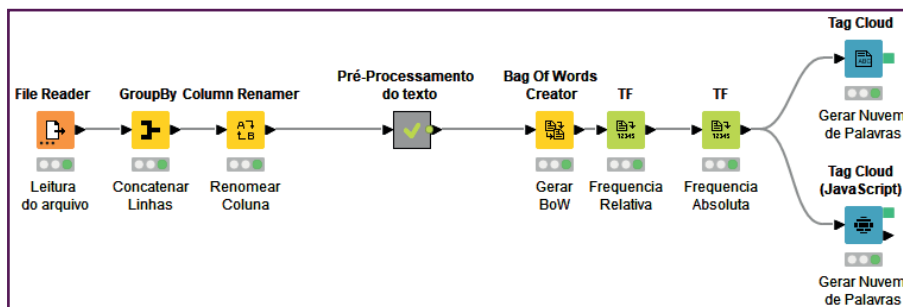 Tag Cloud
Pré-Processamento
do texto
Bag Of Words
Creator
File Reader
GroupBy
Column Renamer
TF
TF
Leitura
do arquivo
Concatenar
Linhas
Renomear
Coluna
Gerar
BoW
Frequencia
Relativa
Frequencia
Absoluta
Gerar Nuvem
de Palavras
Tag Cloud
(JavaScript)
Gerar Nuvem
de Palavras